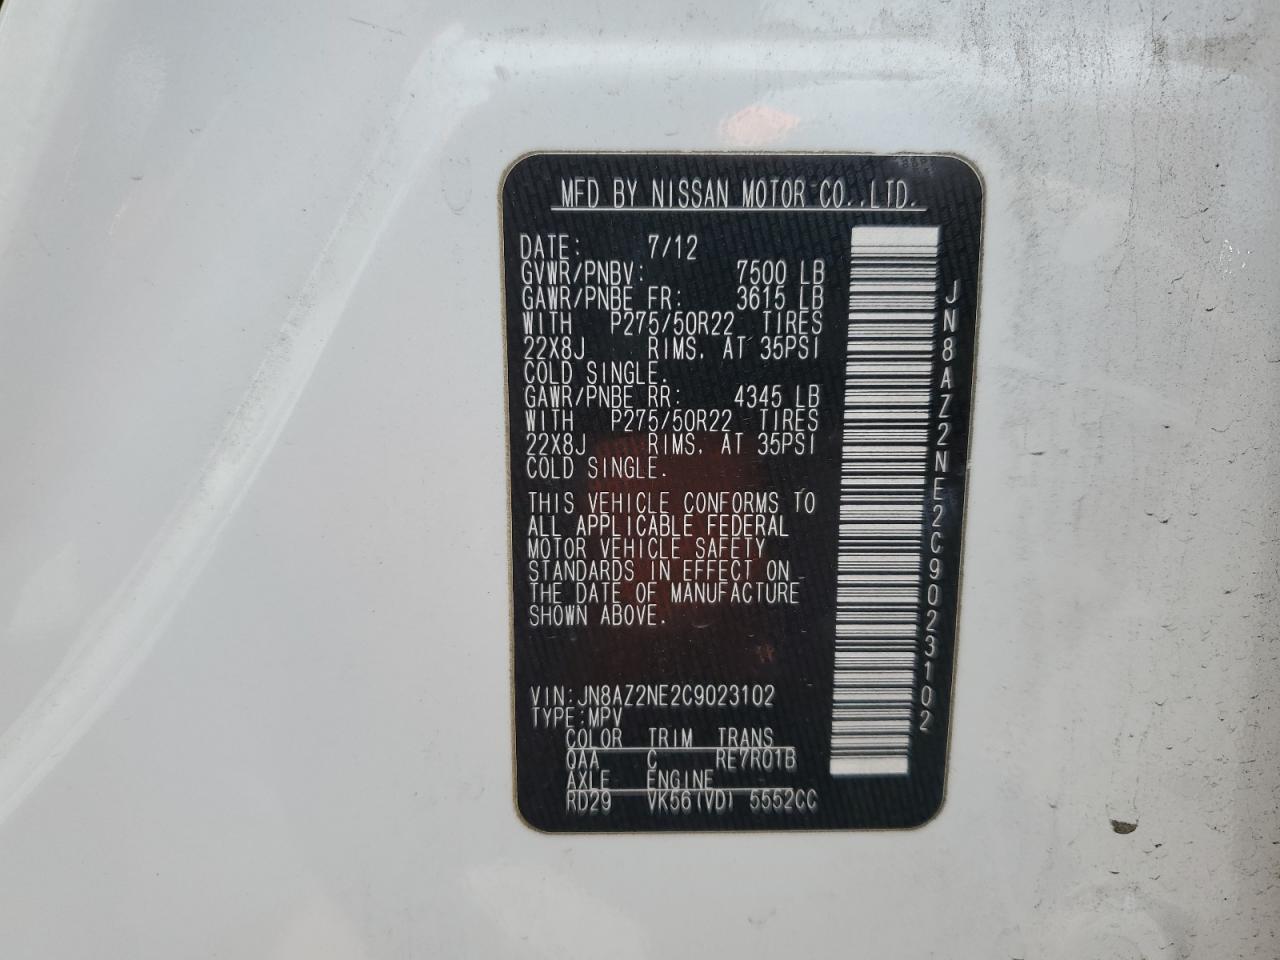 MFD BY NISSAN MOTOR CO.,LTD.
DATE: 7/12
GVWR/PNBV: 7500 LB
GAWR/PNBE FR: 3615 LB
WITH P275/50R22 TIRES
22X8J RIMS, AT 35PSI
COLD SINGLE.
GAWR/PNBE RR: 4345 LB
WITH P275/50R22 TIRES
22X8J RIMS, AT 35PSI
COLD SINGLE.
THIS VEHICLE CONFORMS TO
ALL APPLICABLE FEDERAL
MOTOR VEHICLE SAFETY
STANDARDS IN EFFECT ON
THE DATE OF MANUFACTURE
SHOWN ABOVE.
VIN:JN8AZ2NE2C9023102
TYPE:MPV
COLOR TRIM TRANS
QAA C RE7R01B
AXLE ENGINE
RD29 VK56(VD) 5552CC
JN8AZ2NE2C9023102